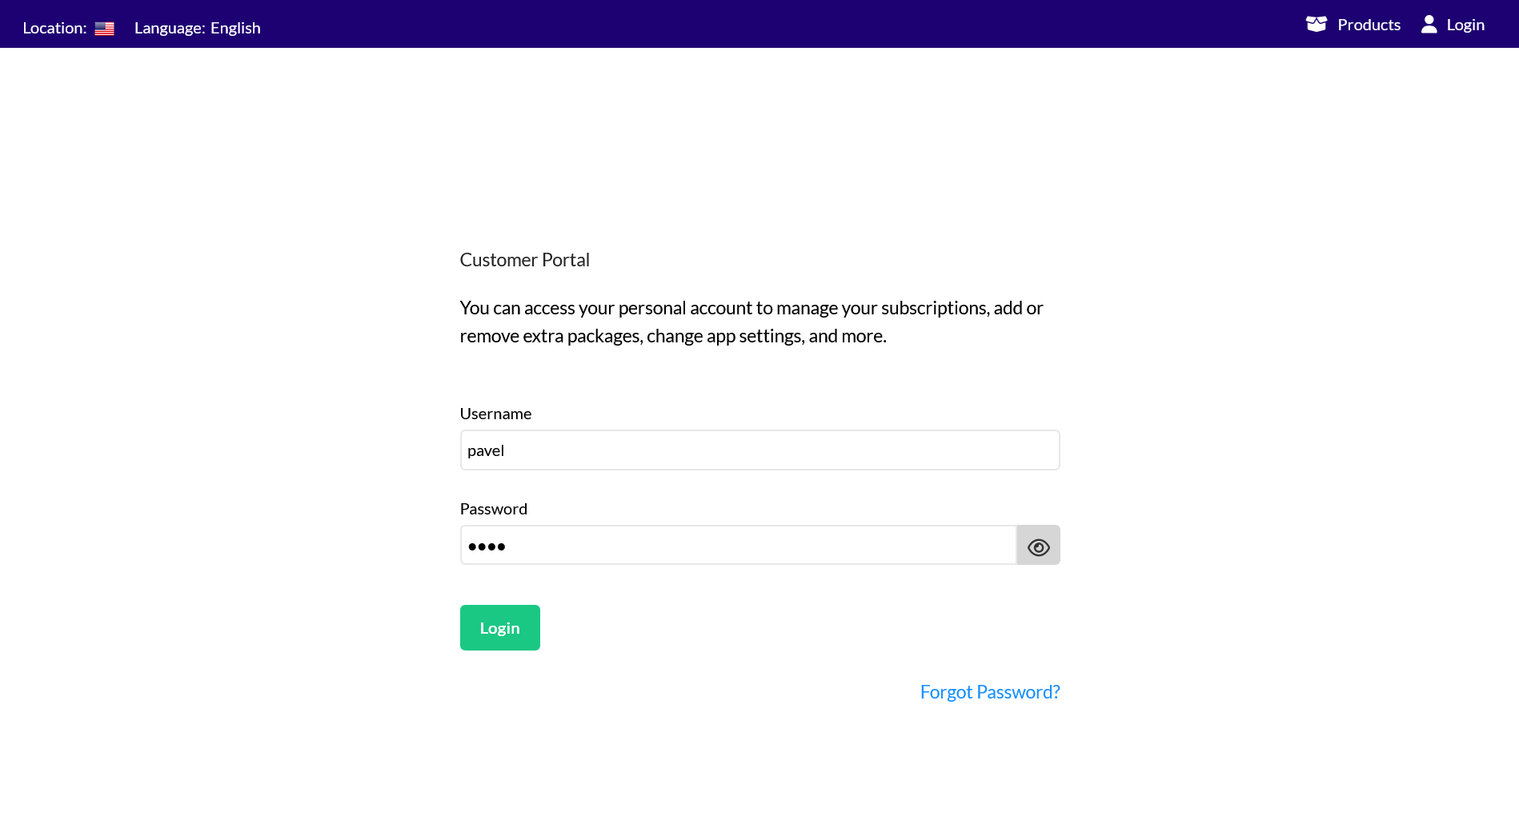 Location: Language: English Products Login
Customer Portal
You can access your personal account to manage your subscriptions, add or
remove extra packages, change app settings, and more.
Username
pavel
Password
••••
Login
Forgot Password?